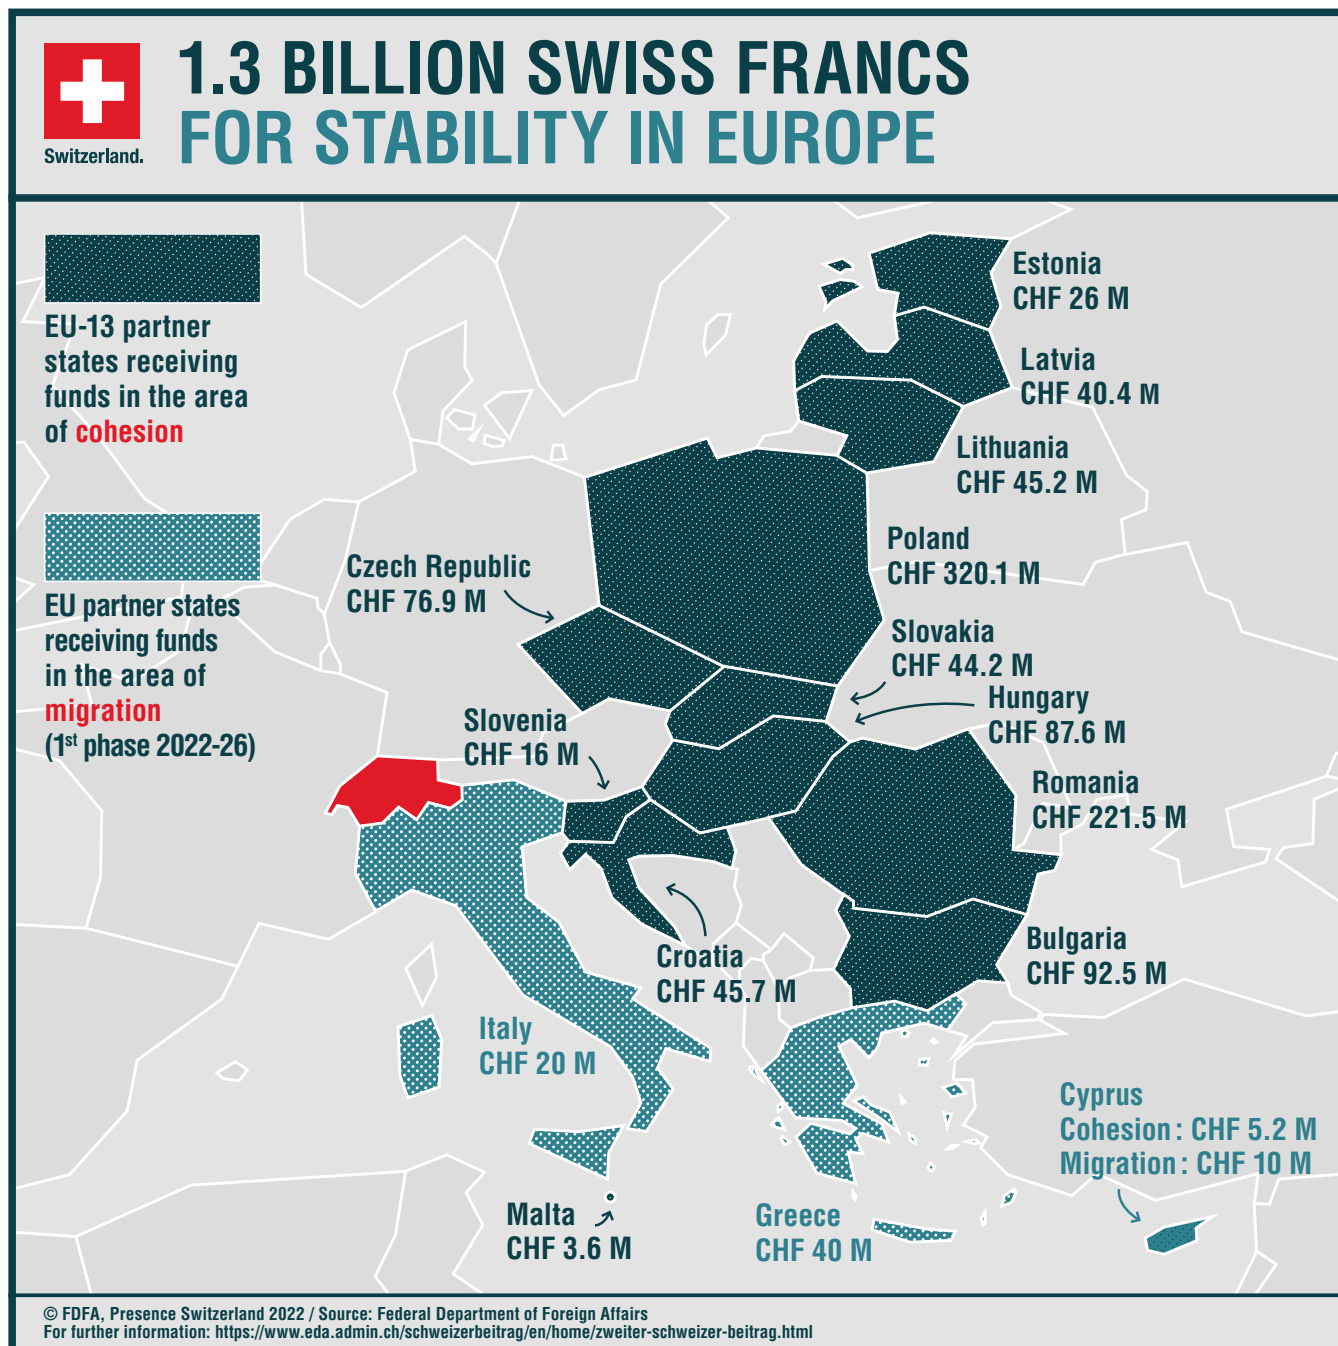 Switzerland.
1.3 BILLION SWISS FRANCS
FOR STABILITY IN EUROPE
EU-13 partner
states receiving
funds in the area
of cohesion
EU partner states
receiving funds
in the area of
migration
(1st phase 2022-26)
Estonia
CHF 26 M
Latvia
CHF 40.4 M
Lithuania
CHF 45.2 M
Poland
CHF 320.1 M
Czech Republic
CHF 76.9 M
Slovakia
CHF 44.2 M
Hungary
CHF 87.6 M
Slovenia
CHF 16 M
Romania
CHF 221.5 M
Bulgaria
CHF 92.5 M
Croatia
CHF 45.7 M
Italy
CHF 20 M
Cyprus
Cohesion: CHF 5.2 M
Migration: CHF 10 M
Malta
CHF 3.6 M
Greece
CHF 40 M
© FDFA, Presence Switzerland 2022 / Source: Federal Department of Foreign Affairs
For further information: https://www.eda.admin.ch/schweizerbeitrag/en/home/zweiter-schweizer-beitrag.html